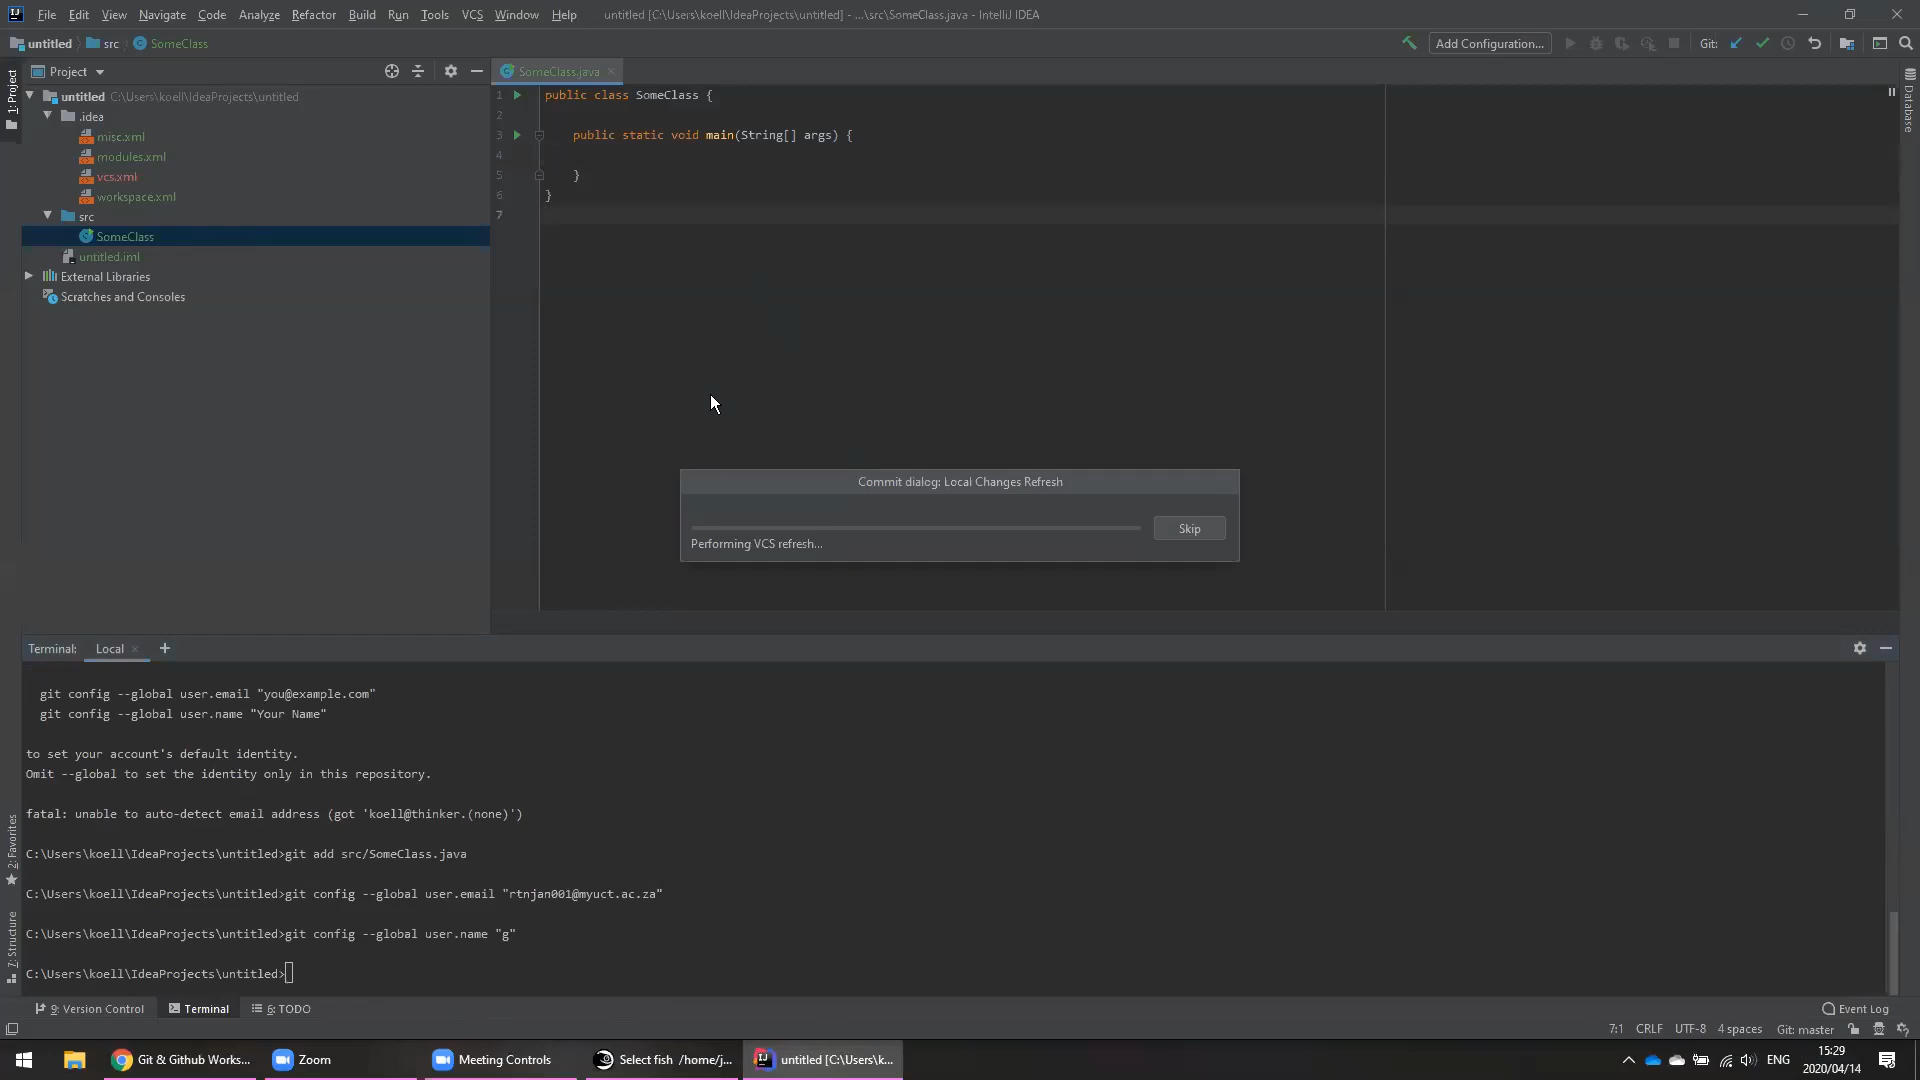 File Edit View Navigate Code Analyze Refactor Build Run Tools VCS Window Help untitled [C:\Users\koell\IdeaProjects\untitled] - ...\src\SomeClass.java - IntelliJ IDEA
untitled src SomeClass Add Configuration... Git:
Project SomeClass.java
1: Project
Database
untitled C:\Users\koell\IdeaProjects\untitled
.idea
misc.xml
modules.xml
vcs.xml
workspace.xml
src
SomeClass
untitled.iml
External Libraries
Scratches and Consoles
1 public class SomeClass {
2
3 public static void main(String[] args) {
4
5 }
6 }
7
Commit dialog: Local Changes Refresh
Skip
Performing VCS refresh...
Terminal: Local +
git config --global user.email "you@example.com"
git config --global user.name "Your Name"
to set your account's default identity.
Omit --global to set the identity only in this repository.
fatal: unable to auto-detect email address (got 'koell@thinker.(none)')
C:\Users\koell\IdeaProjects\untitled>git add src/SomeClass.java
C:\Users\koell\IdeaProjects\untitled>git config --global user.email "rtnjan001@myuct.ac.za"
C:\Users\koell\IdeaProjects\untitled>git config --global user.name "g"
C:\Users\koell\IdeaProjects\untitled>
2: Favorites
7: Structure
9: Version Control Terminal 6: TODO Event Log
7:1 CRLF UTF-8 4 spaces Git: master
Git & Github Works... Zoom Meeting Controls Select fish /home/j... untitled [C:\Users\k... ENG 15:29
2020/04/14